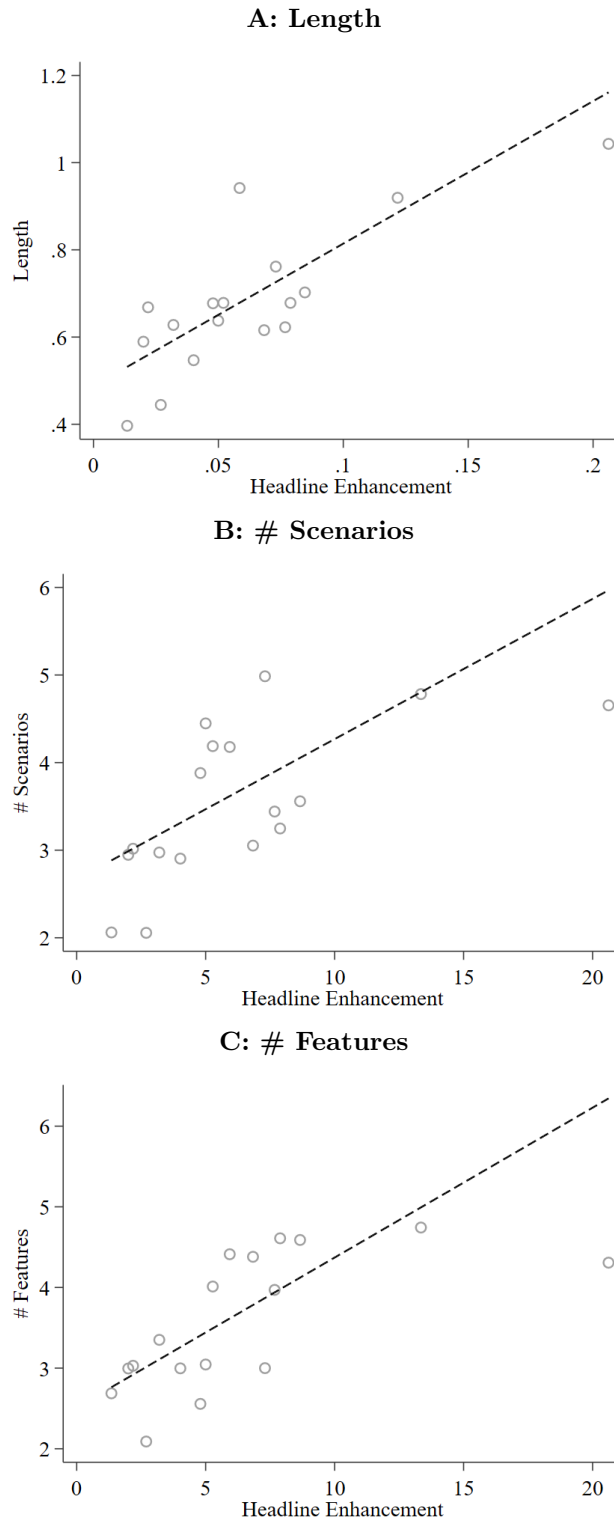 A: Length
1.2
1
.8
.6
.4
Length
0 .05 .1 .15 .2
Headline Enhancement
B: # Scenarios
6
5
4
3
2
# Scenarios
0 5 10 15 20
Headline Enhancement
C: # Features
6
5
4
3
2
# Features
0 5 10 15 20
Headline Enhancement